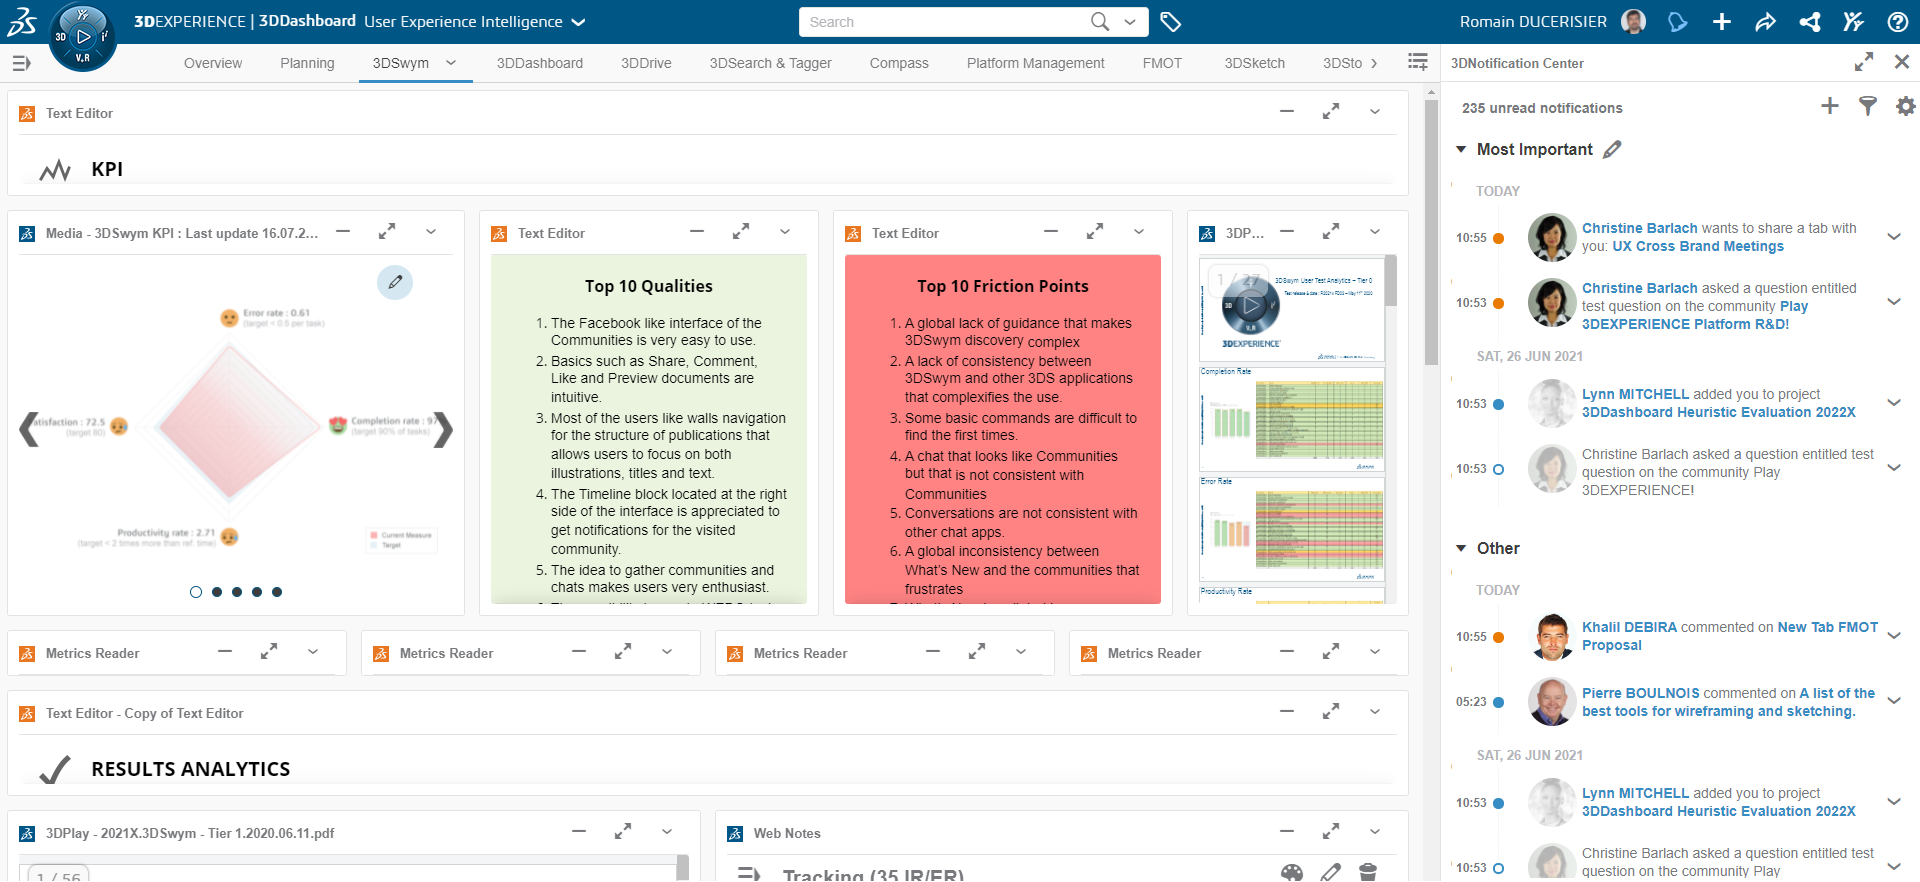 3DEXPERIENCE | 3DDashboard User Experience Intelligence
Search
Romain DUCERISIER
3D
V.R
Overview
Planning
3DSwym
3DDashboard
3DDrive
3DSearch & Tagger
Compass
Platform Management
FMOT
3DSketch
3DSto
Text Editor
KPI
Media - 3DSwym KPI : Last update 16.07.2...
Error rate : 0.61
(target < 0.5 per task)
atisfaction : 72.5
(target 80)
Completion rate : 97
(target 90% of tasks)
Productivity rate : 2.71
(target < 2 times more than ref. time)
Current Measure
Target
Text Editor
Top 10 Qualities
1. The Facebook like interface of the
Communities is very easy to use.
2. Basics such as Share, Comment,
Like and Preview documents are
intuitive.
3. Most of the users like walls navigation
for the structure of publications that
allows users to focus on both
illustrations, titles and text.
4. The Timeline block located at the right
side of the interface is appreciated to
get notifications for the visited
community.
5. The idea to gather communities and
chats makes users very enthusiast.
Text Editor
Top 10 Friction Points
1. A global lack of guidance that makes
3DSwym discovery complex
2. A lack of consistency between
3DSwym and other 3DS applications
that complexifies the use.
3. Some basic commands are difficult to
find the first times.
4. A chat that looks like Communities
but that is not consistent with
Communities
5. Conversations are not consistent with
other chat apps.
6. A global inconsistency between
What's New and the communities that
frustrates
3DP...
1 / 27
3DSwym User Test Analytics – Tier 0
3DEXPERIENCE
Completion Rate
Error Rate
Productivity Rate
Metrics Reader
Metrics Reader
Metrics Reader
Metrics Reader
Text Editor - Copy of Text Editor
RESULTS ANALYTICS
3DPlay - 2021X.3DSwym - Tier 1.2020.06.11.pdf
1 / 56
Web Notes
Tracking (35 IR/ER)
3DNotification Center
235 unread notifications
Most Important
TODAY
10:55
Christine Barlach wants to share a tab with
you: UX Cross Brand Meetings
10:53
Christine Barlach asked a question entitled
test question on the community Play
3DEXPERIENCE Platform R&D!
SAT, 26 JUN 2021
10:53
Lynn MITCHELL added you to project
3DDashboard Heuristic Evaluation 2022X
10:53
Christine Barlach asked a question entitled test
question on the community Play
3DEXPERIENCE!
Other
TODAY
10:55
Khalil DEBIRA commented on New Tab FMOT
Proposal
05:23
Pierre BOULNOIS commented on A list of the
best tools for wireframing and sketching.
SAT, 26 JUN 2021
10:53
Lynn MITCHELL added you to project
3DDashboard Heuristic Evaluation 2022X
10:53
Christine Barlach asked a question entitled test
question on the community Play